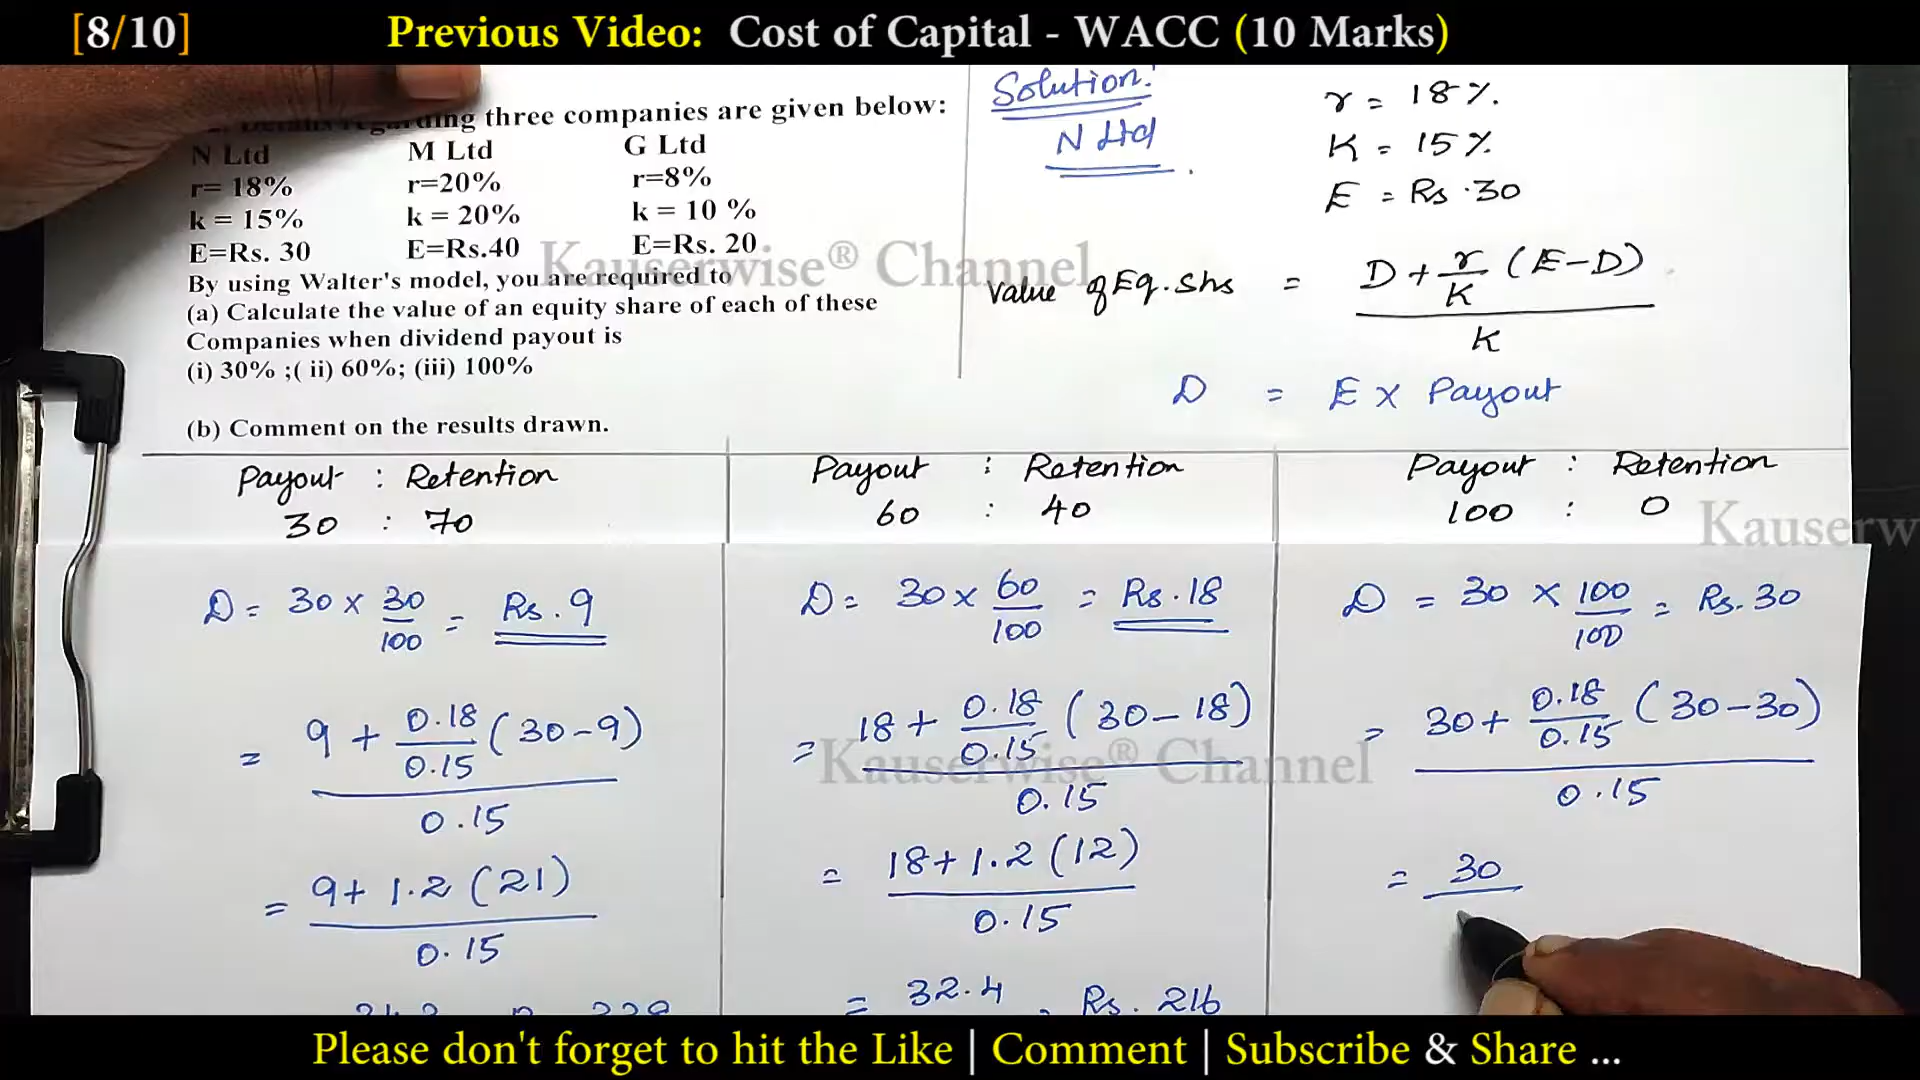 [8/10] Previous Video: Cost of Capital - WACC (10 Marks)
three companies are given below:
N Ltd M Ltd G Ltd
r= 18% r=20% r=8%
k = 15% k = 20% k = 10 %
E=Rs. 30 E=Rs.40 E=Rs. 20
By using Walter's model, you are required to
(a) Calculate the value of an equity share of each of these
Companies when dividend payout is
(i) 30% ;( ii) 60%; (iii) 100%
(b) Comment on the results drawn.
Solution:
N Ltd
r = 18%.
K = 15%
E = Rs.30
Value of Eq. Shs = D + r/K (E-D) / K
D = E x Payout
Kauserwise® Channel
Payout : Retention
30 : 70
D = 30 x 30/100 = Rs. 9
= 9 + 0.18/0.15 (30-9) / 0.15
= 9 + 1.2 (21) / 0.15
Payout : Retention
60 : 40
D = 30 x 60/100 = Rs. 18
= 18 + 0.18/0.15 (30-18) / 0.15
= 18 + 1.2 (12) / 0.15
= 32.4 Rs. 216
Kauserwise® Channel
Payout : Retention
100 : 0
D = 30 x 100/100 = Rs. 30
= 30 + 0.18/0.15 (30-30) / 0.15
= 30
Kauserw
Please don't forget to hit the Like | Comment | Subscribe & Share ...